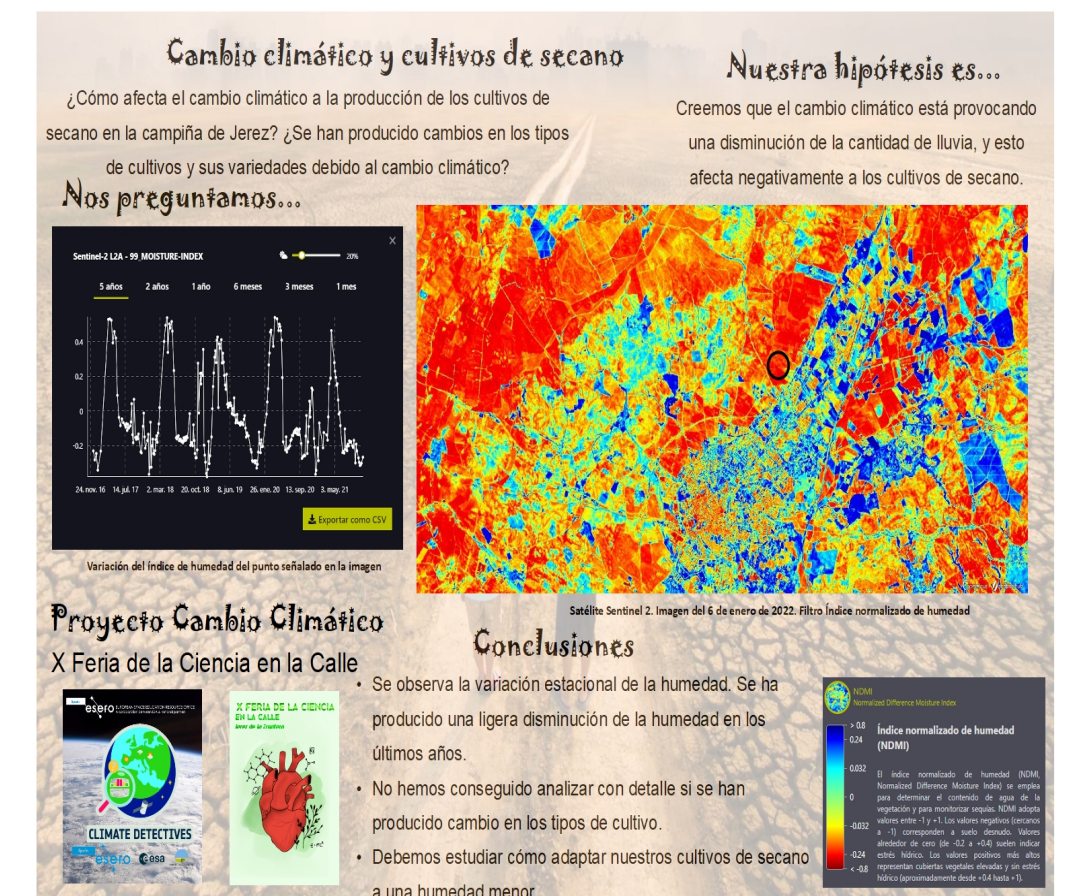 Cambio climático y cultivos de secano
¿Cómo afecta el cambio climático a la producción de los cultivos de
secano en la campiña de Jerez? ¿Se han producido cambios en los tipos
de cultivos y sus variedades debido al cambio climático?
Nos preguntamos...
Nuestra hipótesis es...
Creemos que el cambio climático está provocando
una disminución de la cantidad de lluvia, y esto
afecta negativamente a los cultivos de secano.
Sentinel-2 L2A - 99_MOISTURE-INDEX
20%
x
5 años 2 años 1 año 6 meses 3 meses 1 mes
0.4
0.2
0
-0.2
24. nov. 16 14. jul. 17 2. mar. 18 20. oct. 18 8. jun. 19 26. ene. 20 13. sep. 20 3. may. 21
Exportar como CSV
Variación del índice de humedad del punto señalado en la imagen
Satélite Sentinel 2. Imagen del 6 de enero de 2022. Filtro Índice normalizado de humedad
Proyecto Cambio Climático
X Feria de la Ciencia en la Calle
esero
CLIMATE DETECTIVES
esero esa
X FERIA DE LA CIENCIA
EN LA CALLE
Conclusiones
• Se observa la variación estacional de la humedad. Se ha
producido una ligera disminución de la humedad en los
últimos años.
• No hemos conseguido analizar con detalle si se han
producido cambio en los tipos de cultivo.
• Debemos estudiar cómo adaptar nuestros cultivos de secano
a una humedad menor
NDMI
Normalized Difference Moisture Index
> 0.8
0.24
0.032
0
-0.032
-0.24
< -0.8
Índice normalizado de humedad
(NDMI)
El índice normalizado de humedad (NDMI,
Normalized Difference Moisture Index) se emplea
para determinar el contenido de agua de la
vegetación y para monitorizar sequías. NDMI adopta
valores entre -1 y +1. Los valores negativos (cercanos
a -1) corresponden a suelo desnudo. Valores
alrededor de cero (de -0.2 a +0.4) suelen indicar
estrés hídrico. Los valores positivos más altos
representan cubiertas vegetales elevadas y sin estrés
hídrico (aproximadamente desde +0.4 hasta +1).